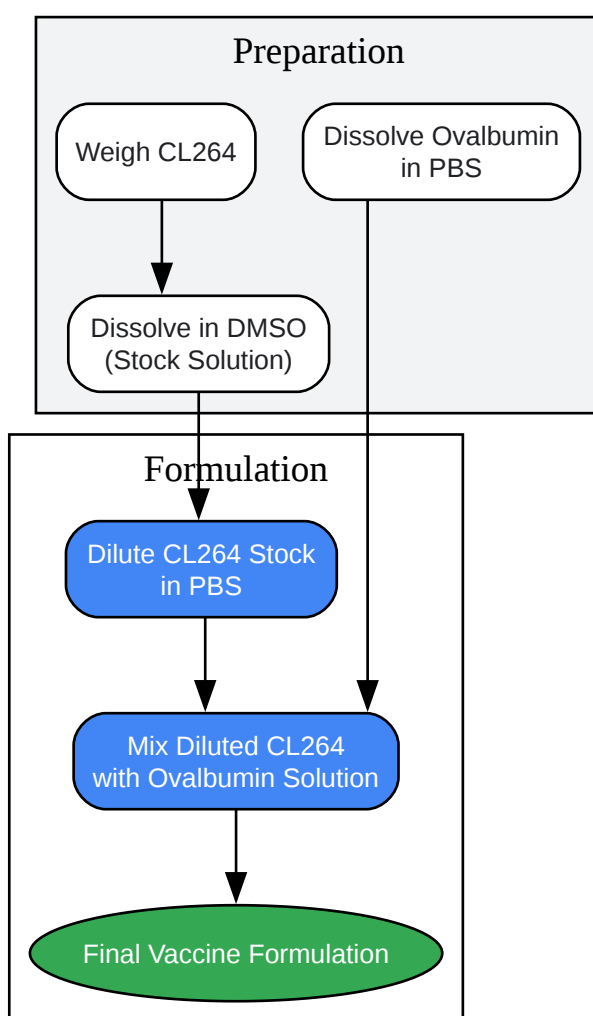 Preparation
Weigh CL264
Dissolve Ovalbumin
in PBS
Dissolve in DMSO
(Stock Solution)
Formulation
Dilute CL264 Stock
in PBS
Mix Diluted CL264
with Ovalbumin Solution
Final Vaccine Formulation